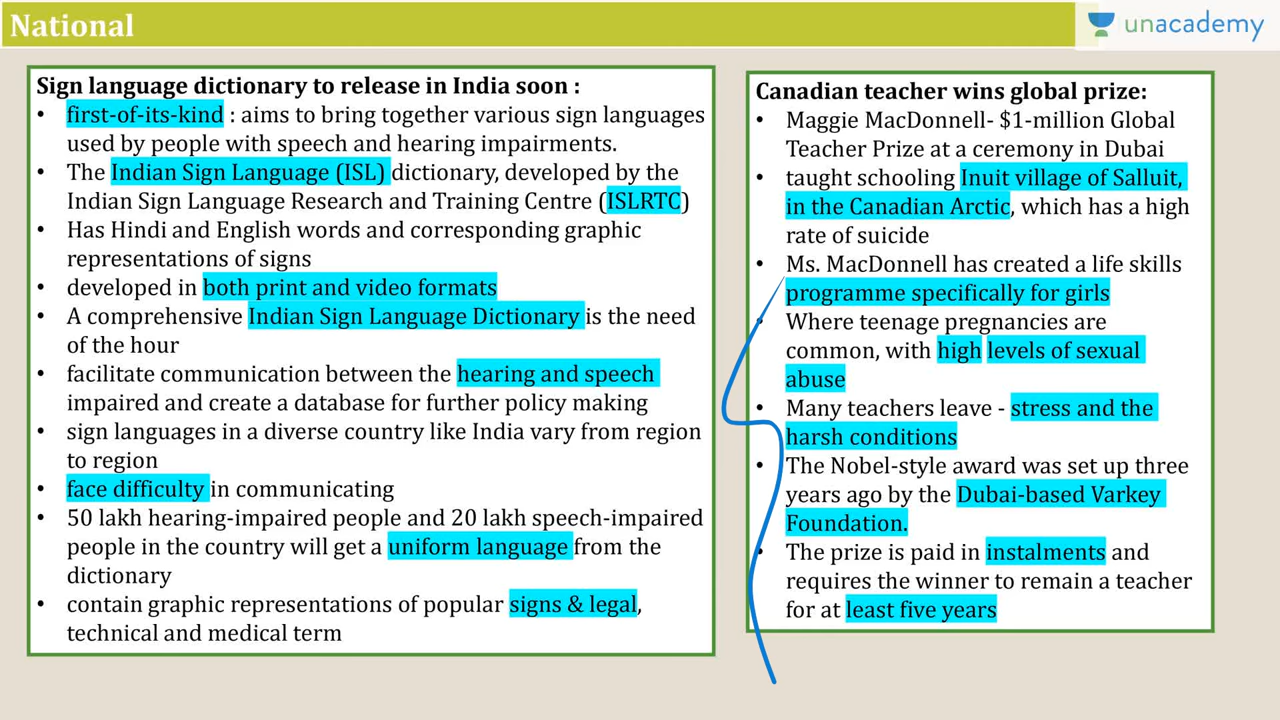 National
unacademy
Sign language dictionary to release in India soon :
• first-of-its-kind : aims to bring together various sign languages
used by people with speech and hearing impairments.
• The Indian Sign Language (ISL) dictionary, developed by the
Indian Sign Language Research and Training Centre (ISLRTC)
• Has Hindi and English words and corresponding graphic
representations of signs
• developed in both print and video formats
• A comprehensive Indian Sign Language Dictionary is the need
of the hour
• facilitate communication between the hearing and speech
impaired and create a database for further policy making
• sign languages in a diverse country like India vary from region
to region
• face difficulty in communicating
• 50 lakh hearing-impaired people and 20 lakh speech-impaired
people in the country will get a uniform language from the
dictionary
• contain graphic representations of popular signs & legal,
technical and medical term
Canadian teacher wins global prize:
• Maggie MacDonnell- $1-million Global
Teacher Prize at a ceremony in Dubai
• taught schooling Inuit village of Salluit,
in the Canadian Arctic, which has a high
rate of suicide
• Ms. MacDonnell has created a life skills
programme specifically for girls
• Where teenage pregnancies are
common, with high levels of sexual
abuse
• Many teachers leave - stress and the
harsh conditions
• The Nobel-style award was set up three
years ago by the Dubai-based Varkey
Foundation.
• The prize is paid in instalments and
requires the winner to remain a teacher
for at least five years